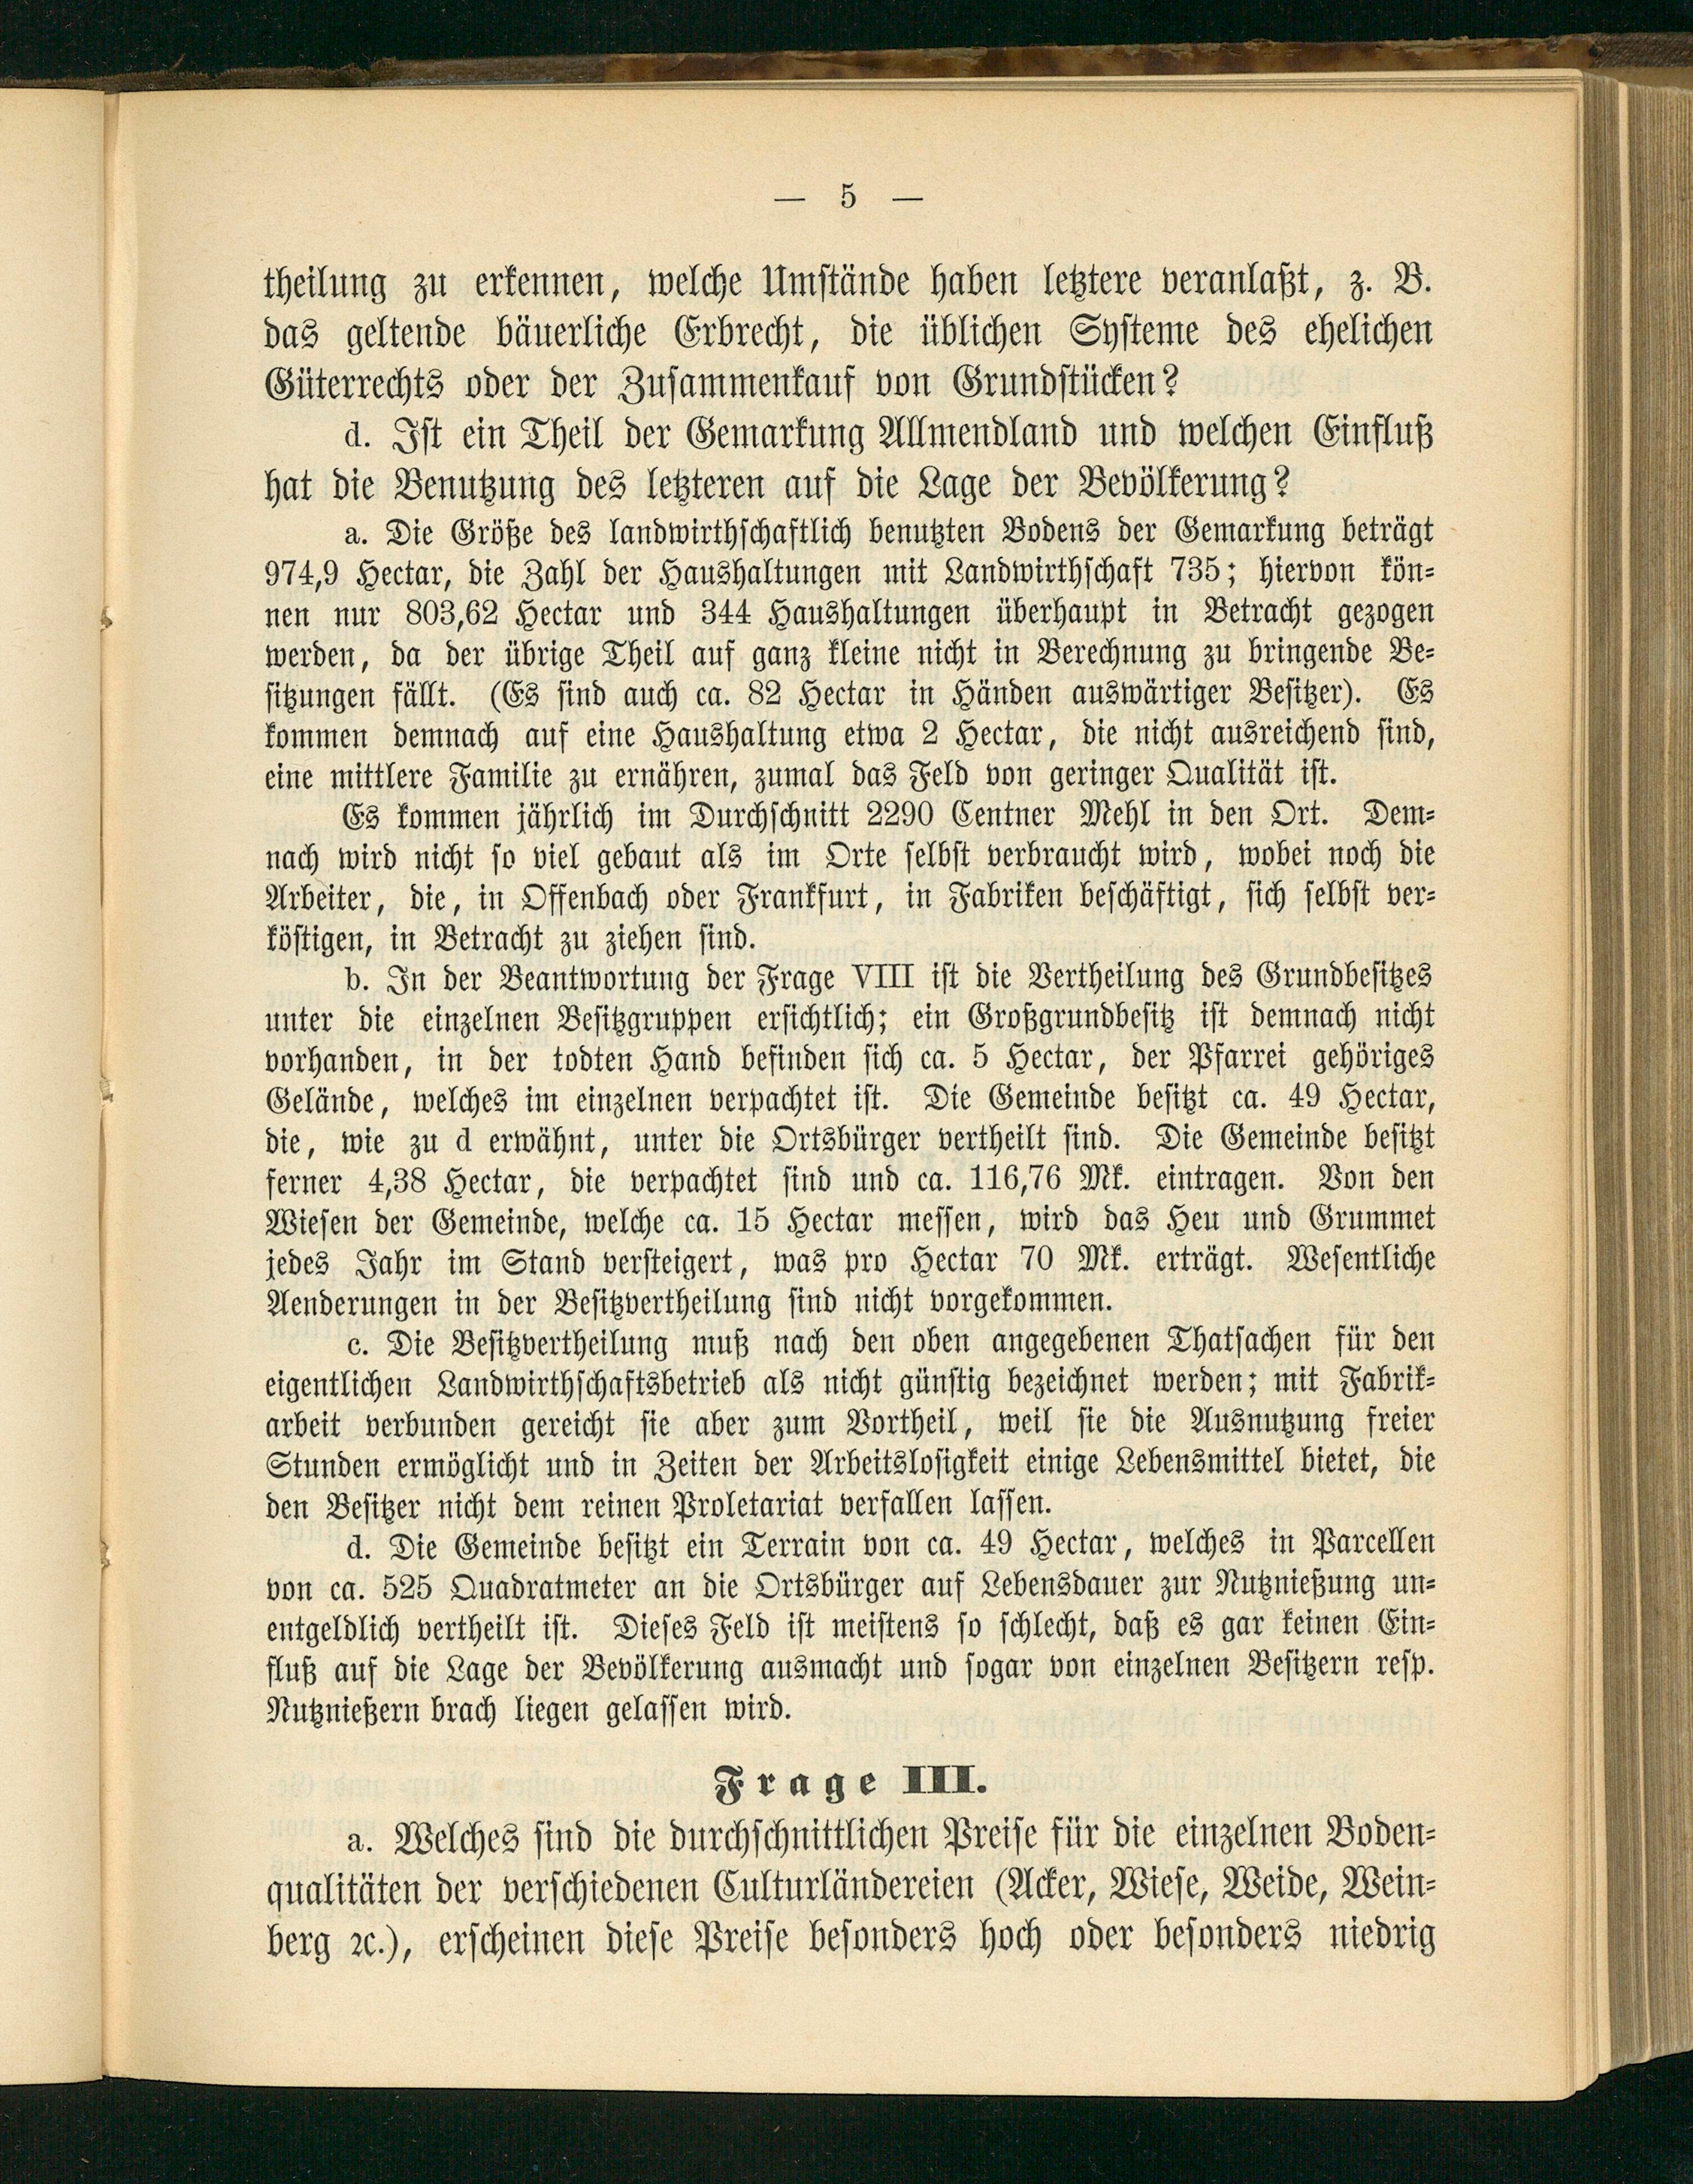 — 5 —
theilung zu erkennen, welche Umstände haben letztere veranlaßt, z. B.
das geltende bäuerliche Erbrecht, die üblichen Systeme des ehelichen
Güterrechts oder der Zusammenkauf von Grundstücken?
d. Ist ein Theil der Gemarkung Allmendland und welchen Einfluß
hat die Benutzung des letzteren auf die Lage der Bevölkerung?
a. Die Größe des landwirthschaftlich benutzten Bodens der Gemarkung beträgt
974,9 Hectar, die Zahl der Haushaltungen mit Landwirthschaft 735; hiervon kön-
nen nur 803,62 Hectar und 344 Haushaltungen überhaupt in Betracht gezogen
werden, da der übrige Theil auf ganz kleine nicht in Berechnung zu bringende Be-
sitzungen fällt. (Es sind auch ca. 82 Hectar in Händen auswärtiger Besitzer). Es
kommen demnach auf eine Haushaltung etwa 2 Hectar, die nicht ausreichend sind,
eine mittlere Familie zu ernähren, zumal das Feld von geringer Qualität ist.
Es kommen jährlich im Durchschnitt 2290 Centner Mehl in den Ort. Dem-
nach wird nicht so viel gebaut als im Orte selbst verbraucht wird, wobei noch die
Arbeiter, die, in Offenbach oder Frankfurt, in Fabriken beschäftigt, sich selbst ver-
köstigen, in Betracht zu ziehen sind.
b. In der Beantwortung der Frage VIII ist die Vertheilung des Grundbesitzes
unter die einzelnen Besitzgruppen ersichtlich; ein Großgrundbesitz ist demnach nicht
vorhanden, in der todten Hand befinden sich ca. 5 Hectar, der Pfarrei gehöriges
Gelände, welches im einzelnen verpachtet ist. Die Gemeinde besitzt ca. 49 Hectar,
die, wie zu d erwähnt, unter die Ortsbürger vertheilt sind. Die Gemeinde besitzt
ferner 4,38 Hectar, die verpachtet sind und ca. 116,76 Mk. eintragen. Von den
Wiesen der Gemeinde, welche ca. 15 Hectar messen, wird das Heu und Grummet
jedes Jahr im Stand versteigert, was pro Hectar 70 Mk. erträgt. Wesentliche
Aenderungen in der Besitzvertheilung sind nicht vorgekommen.
c. Die Besitzvertheilung muß nach den oben angegebenen Thatsachen für den
eigentlichen Landwirthschaftsbetrieb als nicht günstig bezeichnet werden; mit Fabrik-
arbeit verbunden gereicht sie aber zum Vortheil, weil sie die Ausnutzung freier
Stunden ermöglicht und in Zeiten der Arbeitslosigkeit einige Lebensmittel bietet, die
den Besitzer nicht dem reinen Proletariat verfallen lassen.
d. Die Gemeinde besitzt ein Terrain von ca. 49 Hectar, welches in Parcellen
von ca. 525 Quadratmeter an die Ortsbürger auf Lebensdauer zur Nutznießung un-
entgeldlich vertheilt ist. Dieses Feld ist meistens so schlecht, daß es gar keinen Ein-
fluß auf die Lage der Bevölkerung ausmacht und sogar von einzelnen Besitzern resp.
Nutznießern brach liegen gelassen wird.
Frage III.
a. Welches sind die durchschnittlichen Preise für die einzelnen Boden-
qualitäten der verschiedenen Culturländereien (Acker, Wiese, Weide, Wein-
berg ꝛc.), erscheinen diese Preise besonders hoch oder besonders niedrig